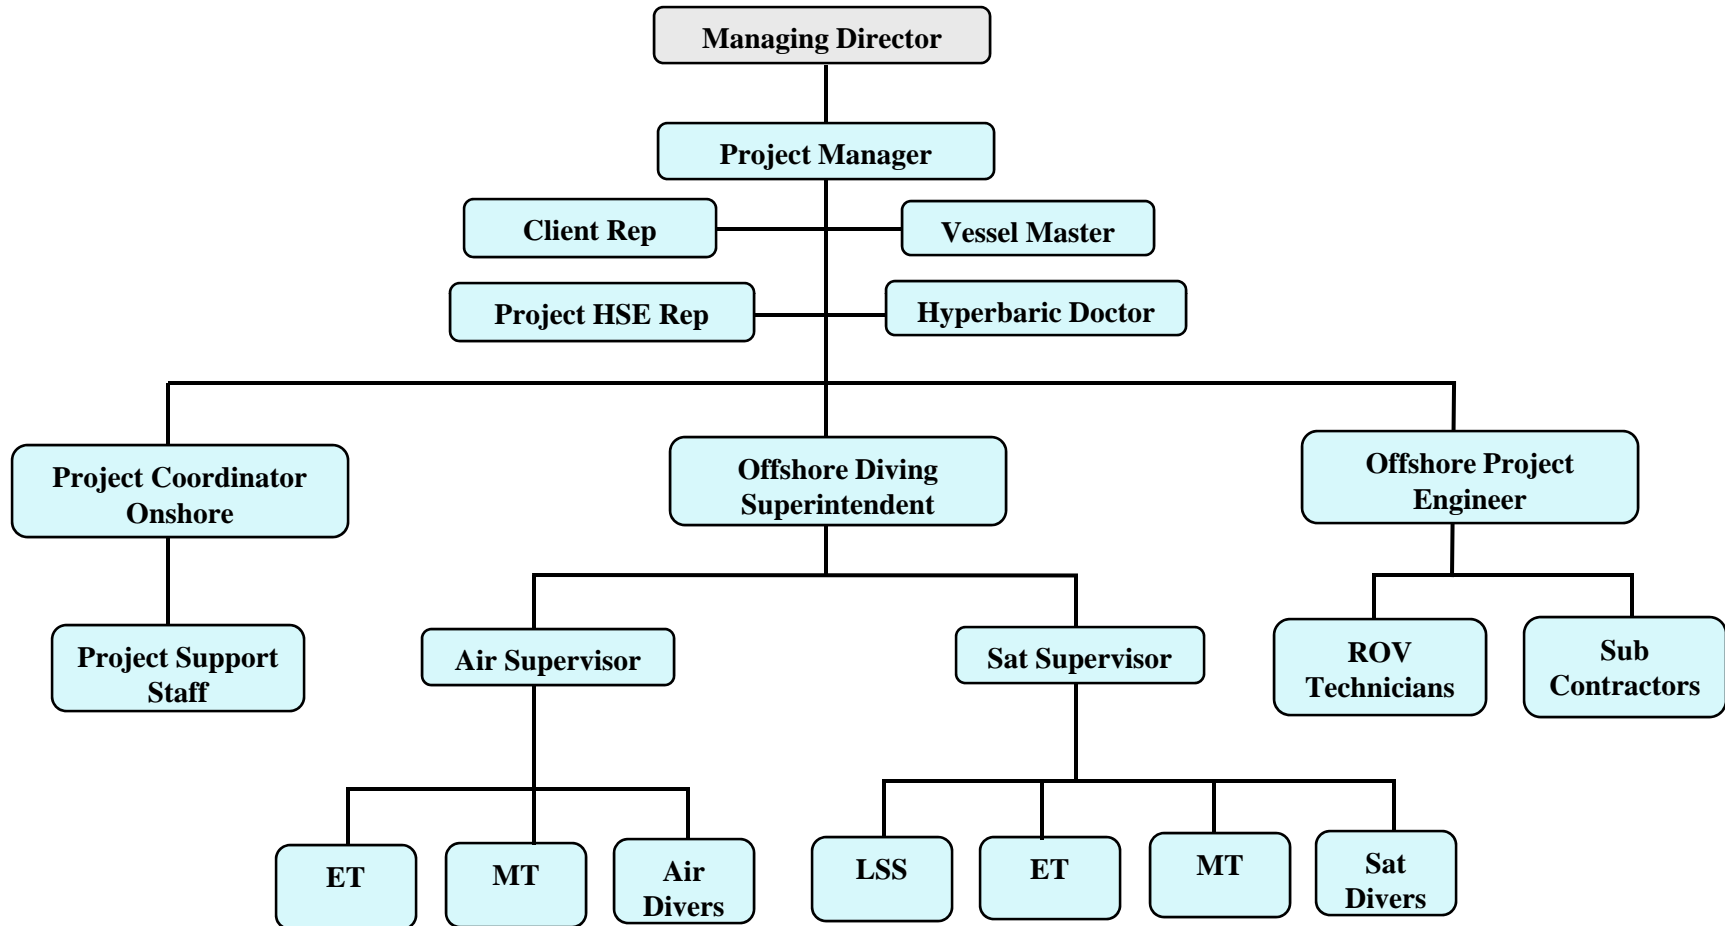 Managing Director
Project Manager
Client Rep
Vessel Master
Project HSE Rep
Hyperbaric Doctor
Project Coordinator
Onshore
Offshore Diving
Superintendent
Offshore Project
Engineer
Project Support
Staff
Air Supervisor
Sat Supervisor
ROV
Technicians
Sub
Contractors
ET
MT
Air
Divers
LSS
ET
MT
Sat
Divers